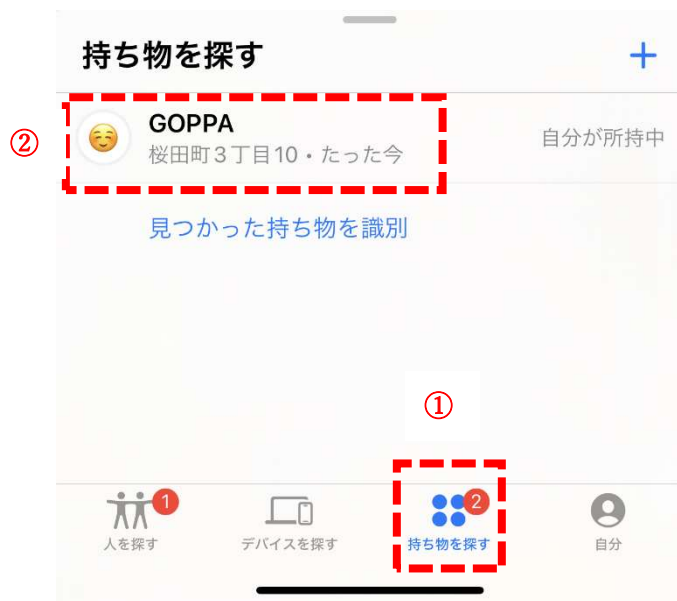 持ち物を探す
+
②
GOPPA
桜田町3丁目10・たった今
自分が所持中
見つかった持ち物を識別
①
1
2
人を探す
デバイスを探す
持ち物を探す
自分